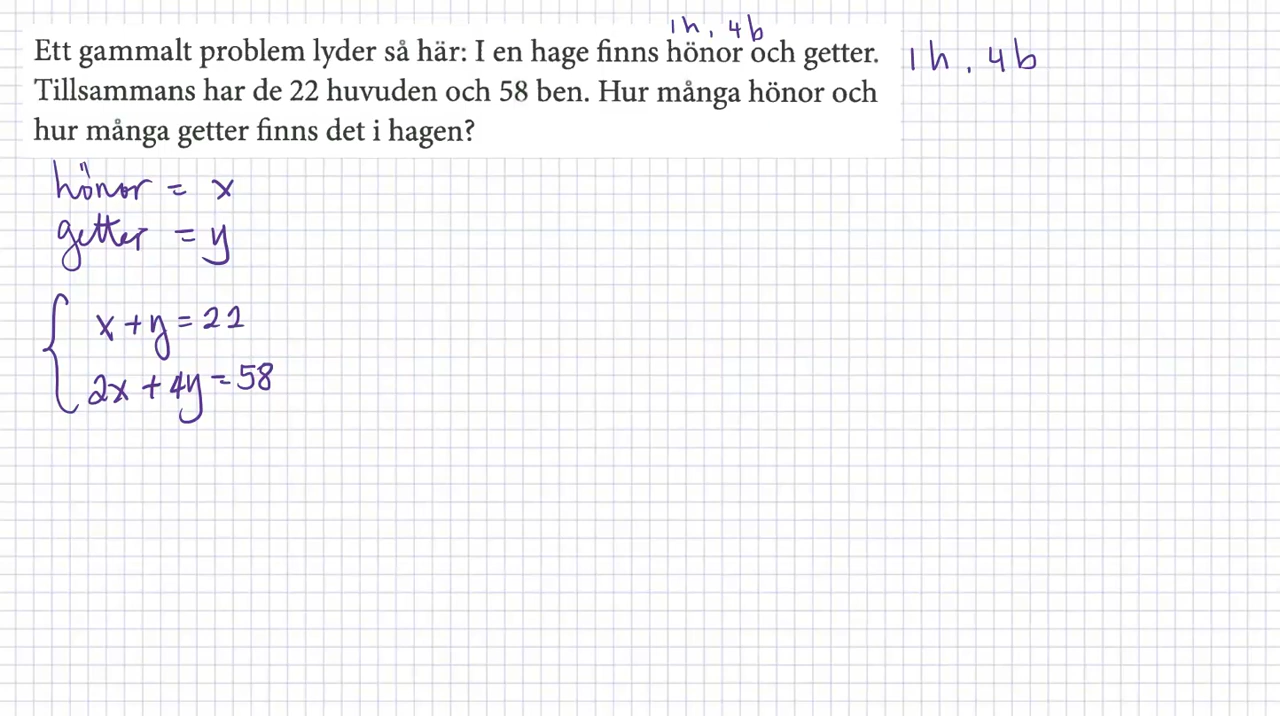 1h, 4b
Ett gammalt problem lyder så här: I en hage finns hönor och getter. 1h, 4b
Tillsammans har de 22 huvuden och 58 ben. Hur många hönor och
hur många getter finns det i hagen?
hönor = x
getter = y
x+y=22
2x+4y=58